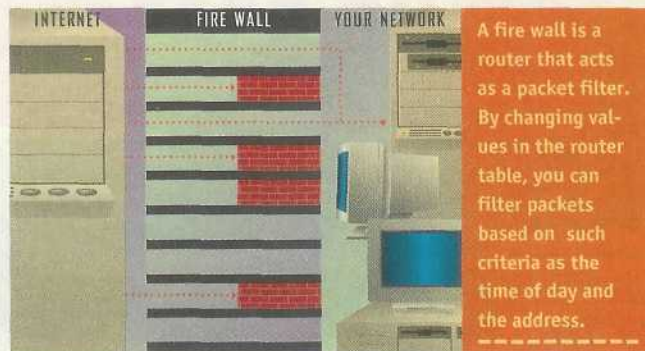 INTERNET
FIRE WALL
YOUR NETWORK
A fire wall is a
router that acts
as a packet filter.
By changing val-
ues in the router
table, you can
filter packets
based on such
criteria as the
time of day and
the address.